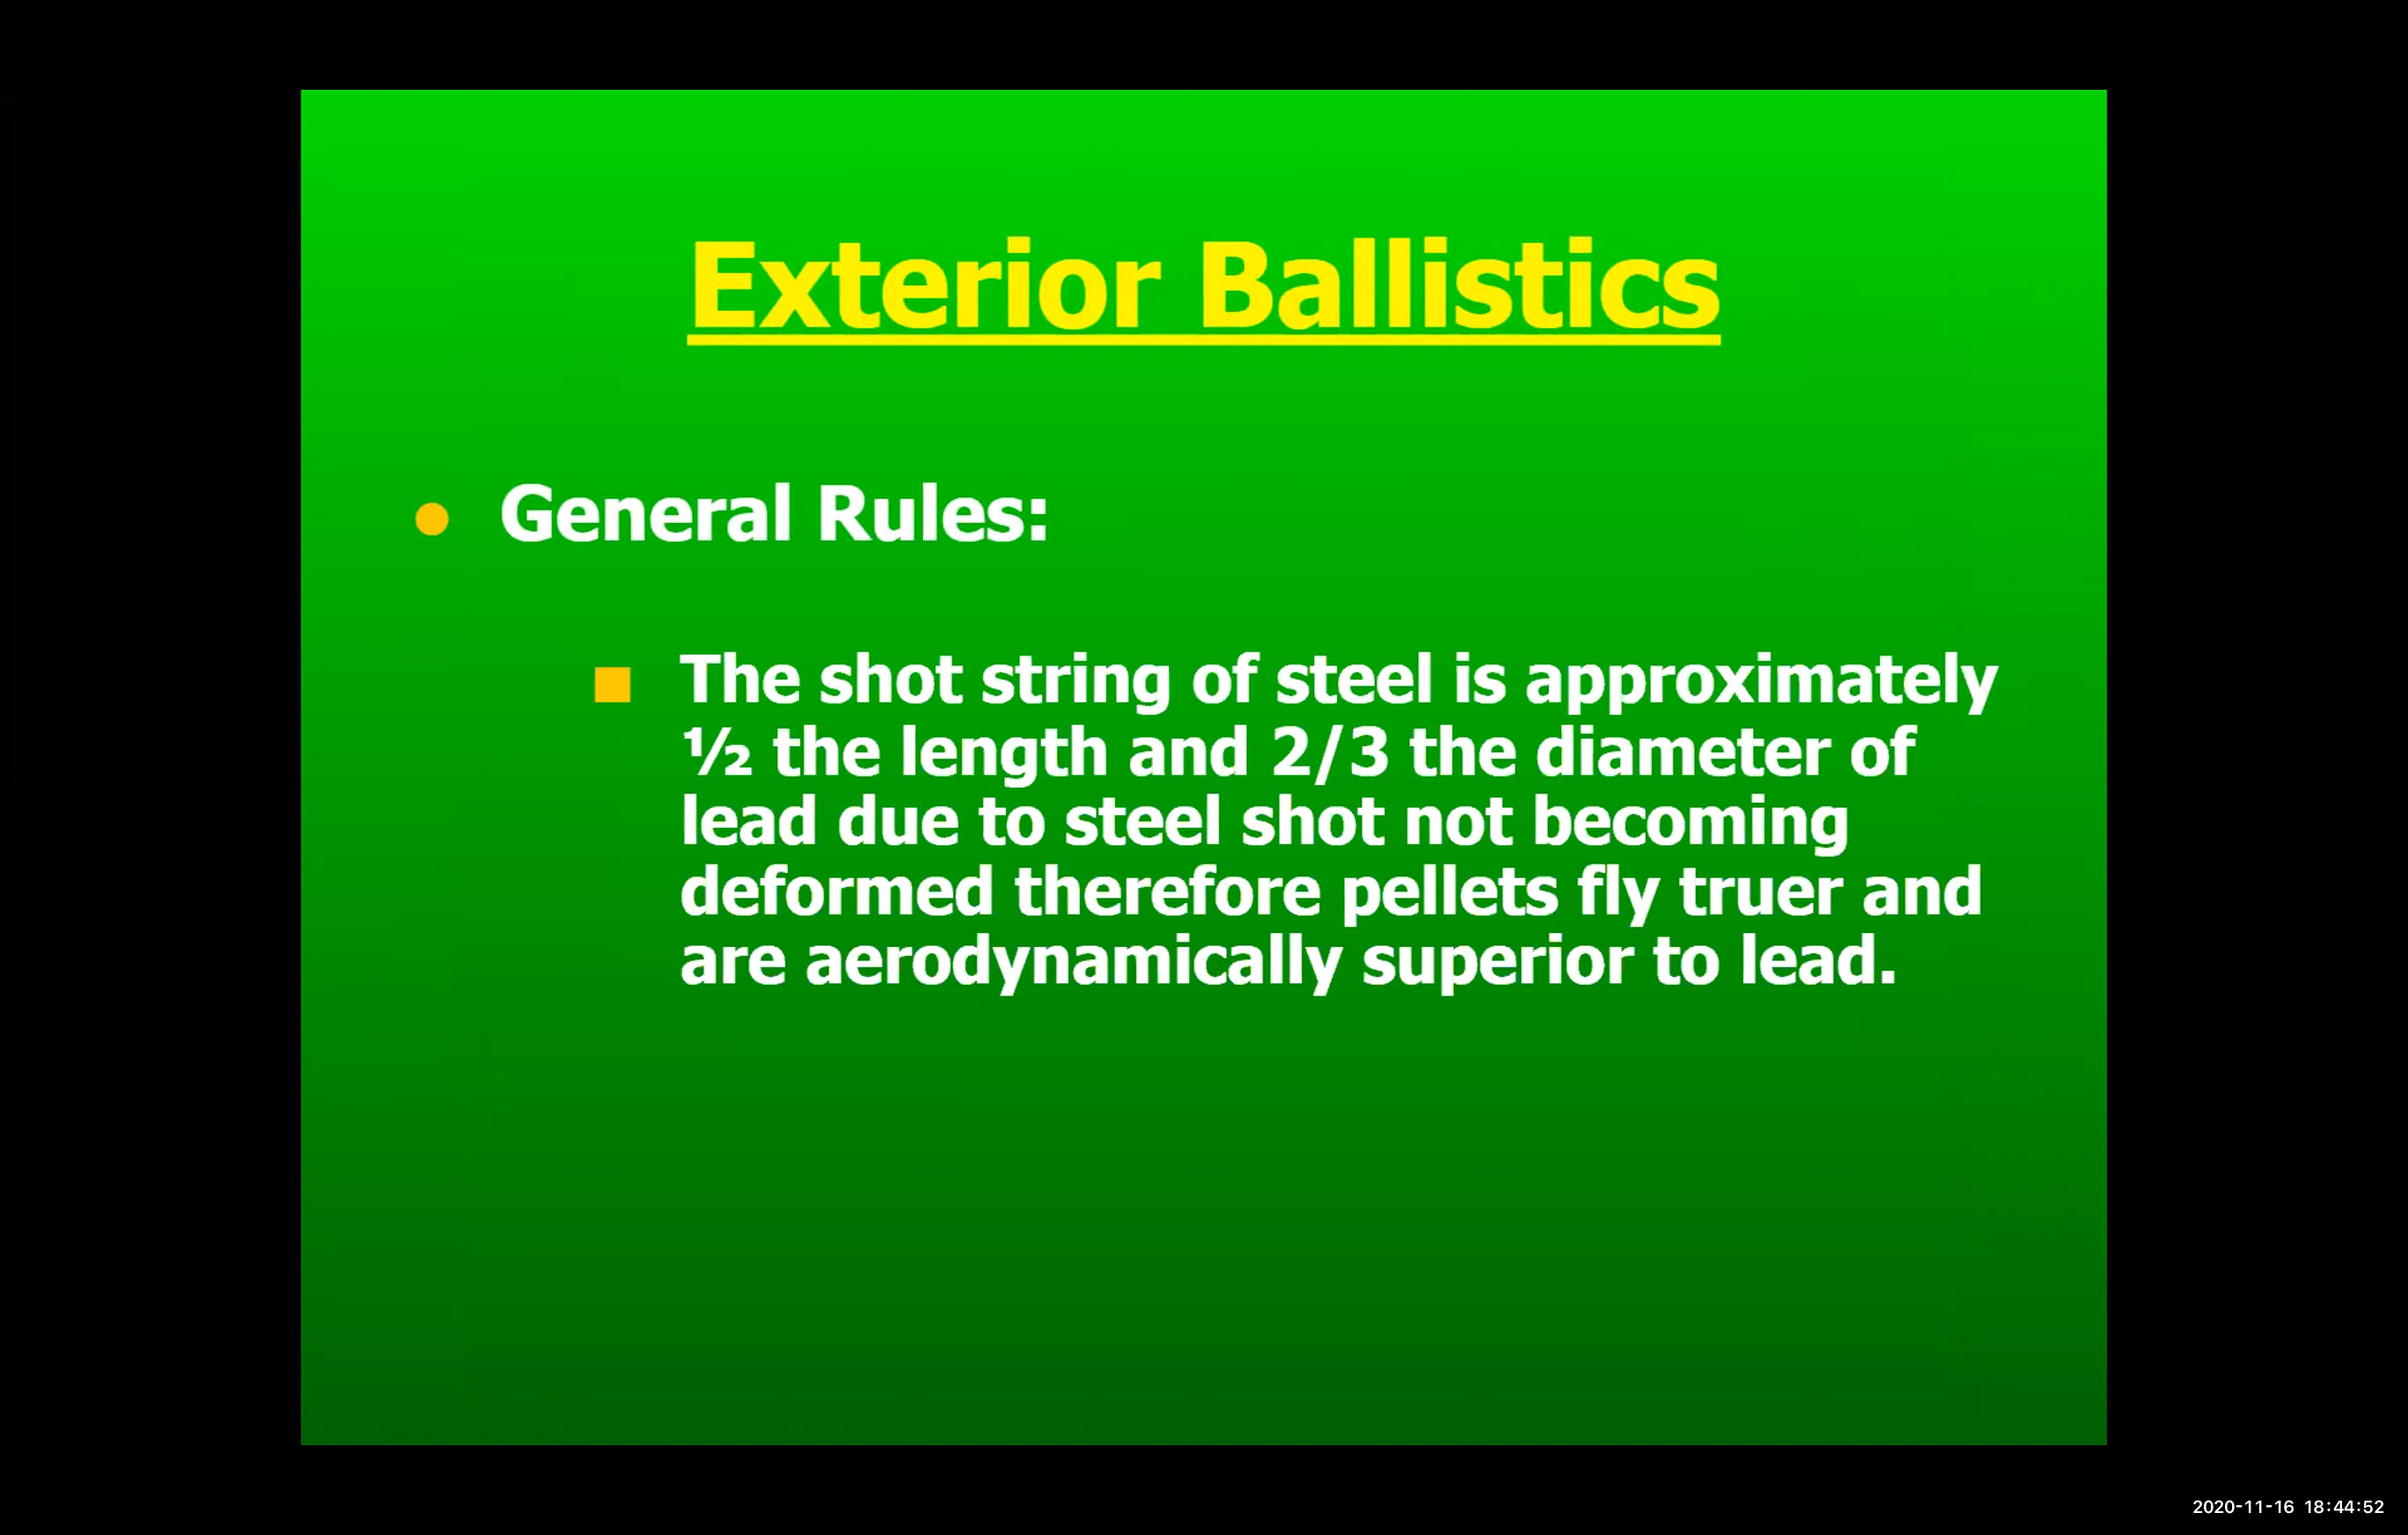 Exterior Ballistics
General Rules:
The shot string of steel is approximately
½ the length and 2/3 the diameter of
lead due to steel shot not becoming
deformed therefore pellets fly truer and
are aerodynamically superior to lead.
2020-11-16 18:44:52